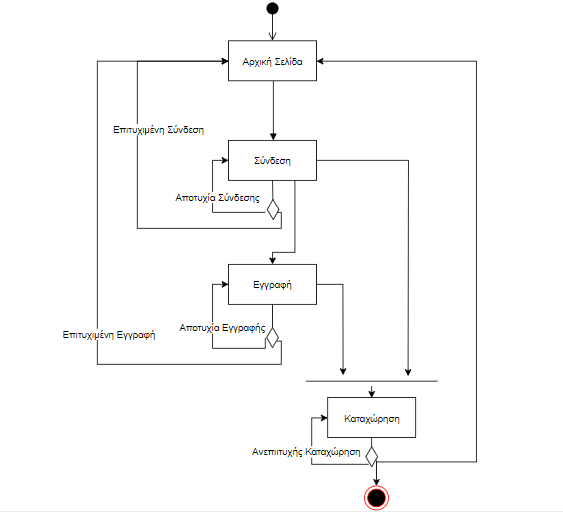 Αρχική Σελίδα
Επιτυχιμένη Σύνδεση
Σύνδεση
Αποτυχία Σύνδεσης
Εγγραφή
Αποτυχία Εγγραφής
Επιτυχιμένη Εγγραφή
Καταχώρηση
Ανεπιτυχής Καταχώρηση